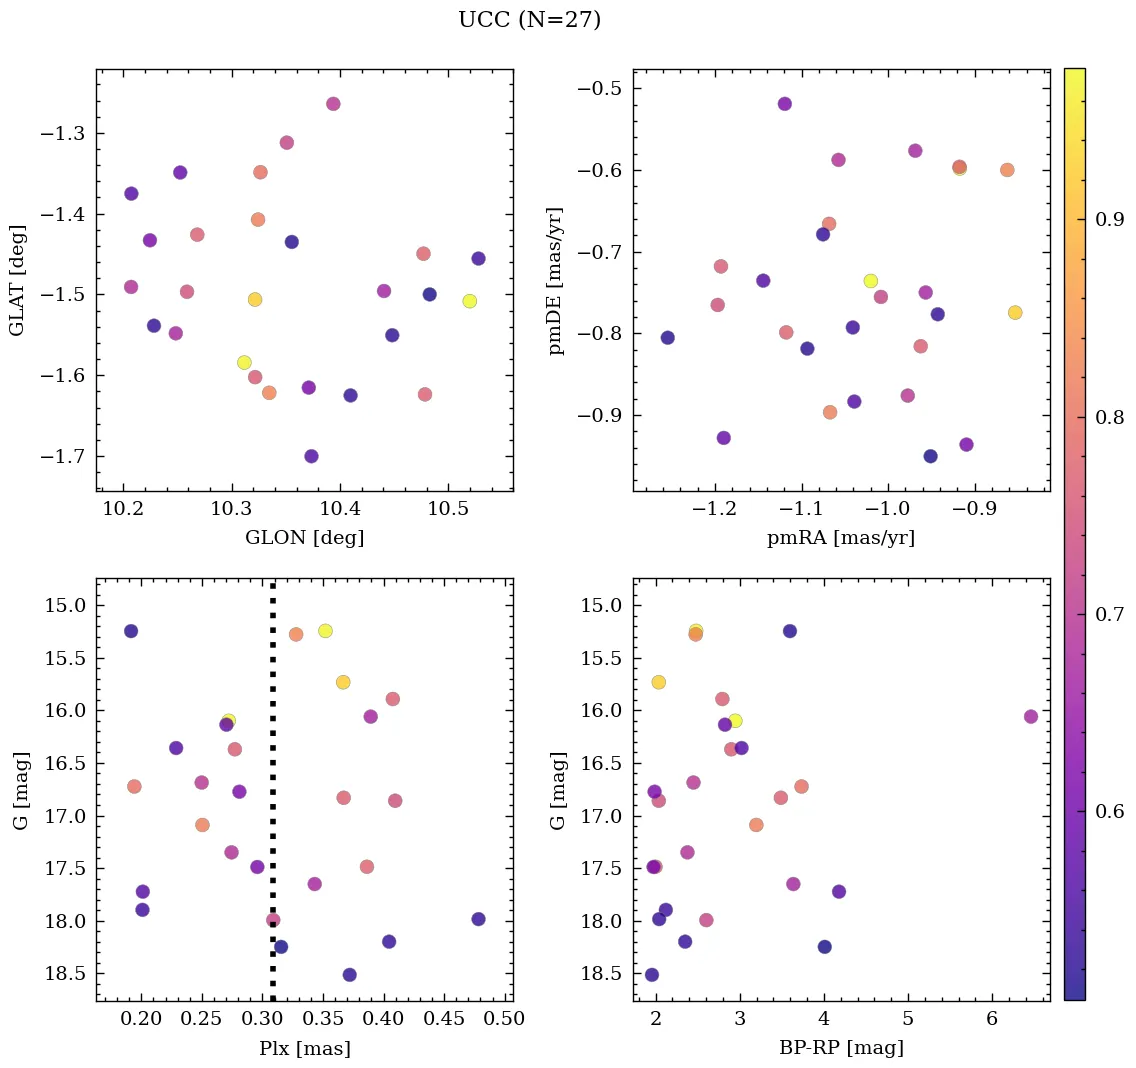 UCC (N=27)
−1.3
−1.4
−1.5
−1.6
−1.7
GLAT [deg]
10.2 10.3 10.4 10.5
GLON [deg]
−0.5
−0.6
−0.7
−0.8
−0.9
pmDE [mas/yr]
−1.2 −1.1 −1.0 −0.9
pmRA [mas/yr]
0.9
0.8
0.7
0.6
15.0
15.5
16.0
16.5
17.0
17.5
18.0
18.5
G [mag]
0.20 0.25 0.30 0.35 0.40 0.45 0.50
Plx [mas]
15.0
15.5
16.0
16.5
17.0
17.5
18.0
18.5
G [mag]
2 3 4 5 6
BP-RP [mag]